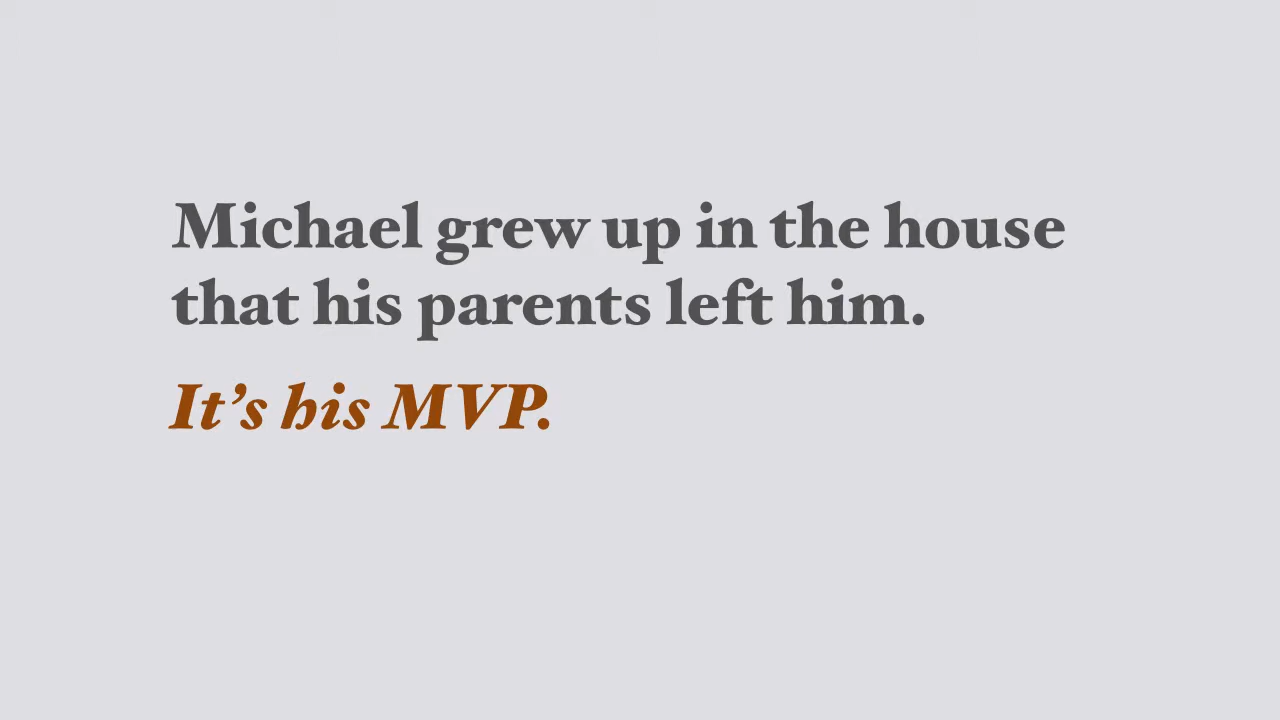 Michael grew up in the house
that his parents left him.
It’s his MVP.